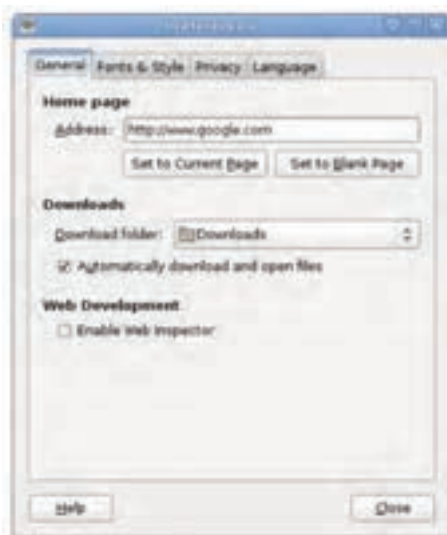 General Fonts & Style Privacy Language
Home page
Address: http://www.google.com
Set to Current Page Set to Blank Page
Downloads
Download folder: Downloads
Automatically download and open files
Web Development
Enable Web Inspector
Help Close